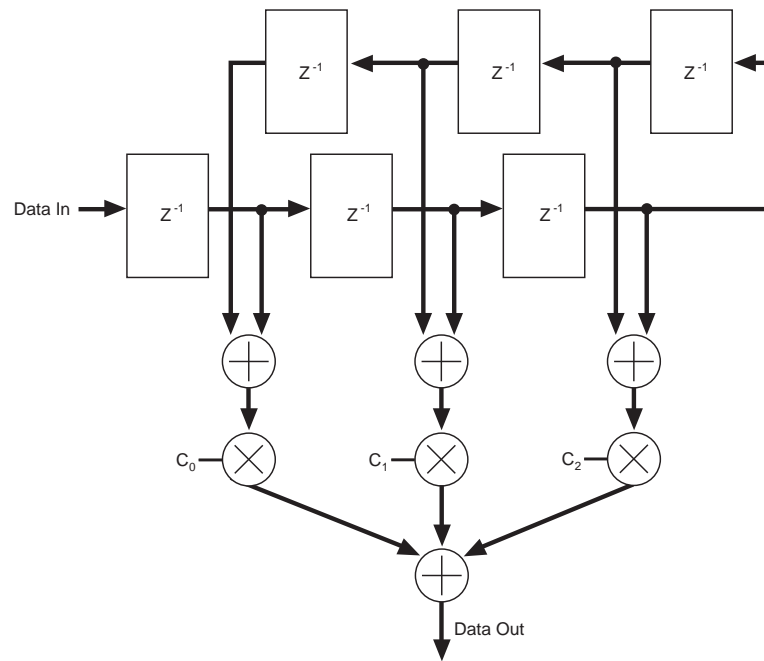 Z⁻¹ Z⁻¹ Z⁻¹
Data In Z⁻¹ Z⁻¹ Z⁻¹
C₀ C₁ C₂
Data Out